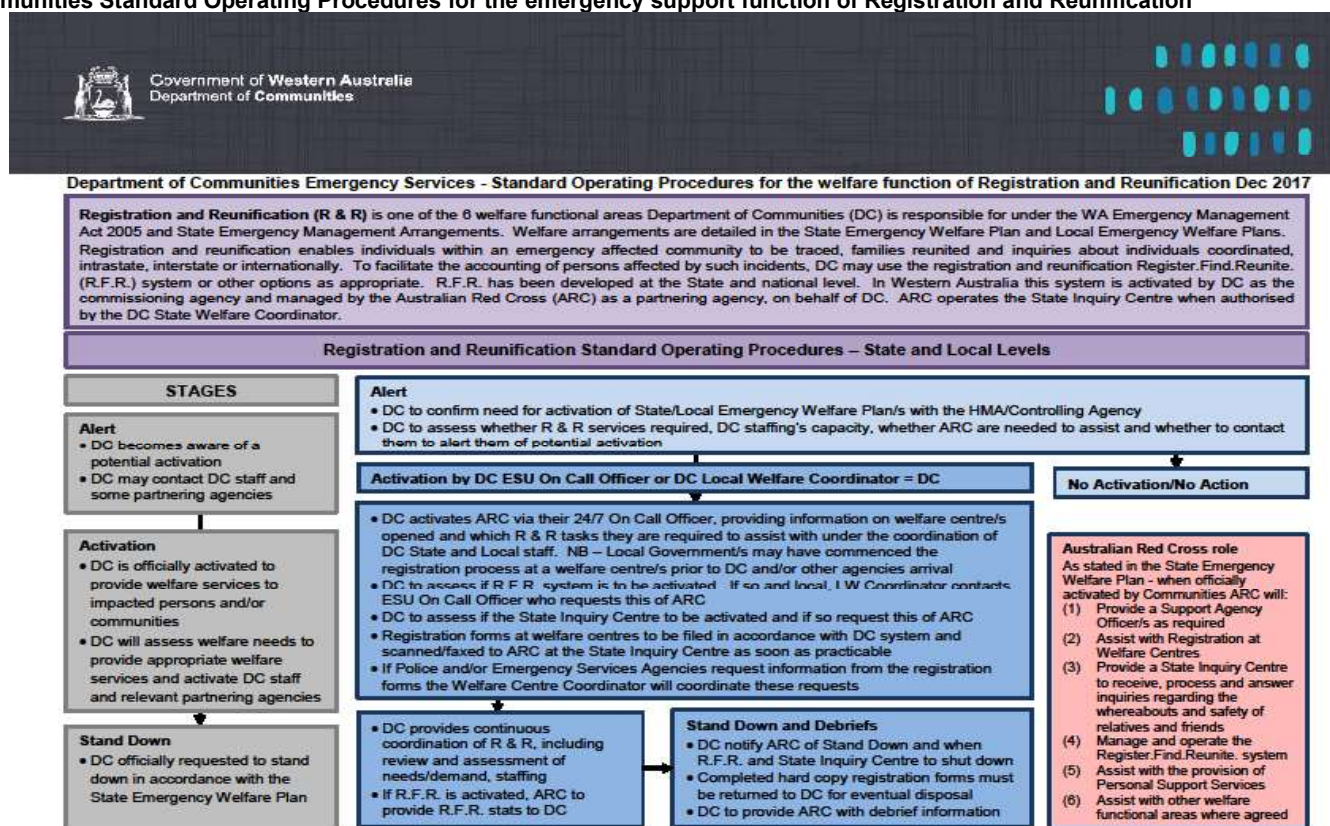 munities Standard Operating Procedures for the emergency support function of Registration and Reunification
Government of Western Australia
Department of Communities
Department of Communities Emergency Services - Standard Operating Procedures for the welfare function of Registration and Reunification Dec 2017
Registration and Reunification (R & R) is one of the 6 welfare functional areas Department of Communities (DC) is responsible for under the WA Emergency Management
Act 2005 and State Emergency Management Arrangements. Welfare arrangements are detailed in the State Emergency Welfare Plan and Local Emergency Welfare Plans.
Registration and reunification enables individuals within an emergency affected community to be traced, families reunited and inquiries about individuals coordinated,
intrastate, interstate or internationally. To facilitate the accounting of persons affected by such incidents, DC may use the registration and reunification Register.Find.Reunite.
(R.F.R.) system or other options as appropriate. R.F.R. has been developed at the State and national level. In Western Australia this system is activated by DC as the
commissioning agency and managed by the Australian Red Cross (ARC) as a partnering agency, on behalf of DC. ARC operates the State Inquiry Centre when authorised
by the DC State Welfare Coordinator.
Registration and Reunification Standard Operating Procedures – State and Local Levels
STAGES
Alert
• DC becomes aware of a
potential activation
• DC may contact DC staff and
some partnering agencies
Activation
• DC is officially activated to
provide welfare services to
impacted persons and/or
communities
• DC will assess welfare needs to
provide appropriate welfare
services and activate DC staff
and relevant partnering agencies
Stand Down
• DC officially requested to stand
down in accordance with the
State Emergency Welfare Plan
Alert
• DC to confirm need for activation of State/Local Emergency Welfare Plan/s with the HMA/Controlling Agency
• DC to assess whether R & R services required, DC staffing's capacity, whether ARC are needed to assist and whether to contact
them to alert them of potential activation
Activation by DC ESU On Call Officer or DC Local Welfare Coordinator = DC
No Activation/No Action
• DC activates ARC via their 24/7 On Call Officer, providing information on welfare centre/s
opened and which R & R tasks they are required to assist with under the coordination of
DC State and Local staff. NB – Local Government/s may have commenced the
registration process at a welfare centre/s prior to DC and/or other agencies arrival
• DC to assess if R.F.R. system is to be activated. If so and local, LW Coordinator contacts
ESU On Call Officer who requests this of ARC
• DC to assess if the State Inquiry Centre to be activated and if so request this of ARC
• Registration forms at welfare centres to be filed in accordance with DC system and
scanned/faxed to ARC at the State Inquiry Centre as soon as practicable
• If Police and/or Emergency Services Agencies request information from the registration
forms the Welfare Centre Coordinator will coordinate these requests
• DC provides continuous
coordination of R & R, including
review and assessment of
needs/demand, staffing
• If R.F.R. is activated, ARC to
provide R.F.R. stats to DC
Stand Down and Debriefs
• DC notify ARC of Stand Down and when
R.F.R. and State Inquiry Centre to shut down
• Completed hard copy registration forms must
be returned to DC for eventual disposal
• DC to provide ARC with debrief information
Australian Red Cross role
As stated in the State Emergency
Welfare Plan - when officially
activated by Communities ARC will:
(1) Provide a Support Agency
Officer/s as required
(2) Assist with Registration at
Welfare Centres
(3) Provide a State Inquiry Centre
to receive, process and answer
inquiries regarding the
whereabouts and safety of
relatives and friends
(4) Manage and operate the
Register.Find.Reunite. system
(5) Assist with the provision of
Personal Support Services
(6) Assist with other welfare
functional areas where agreed